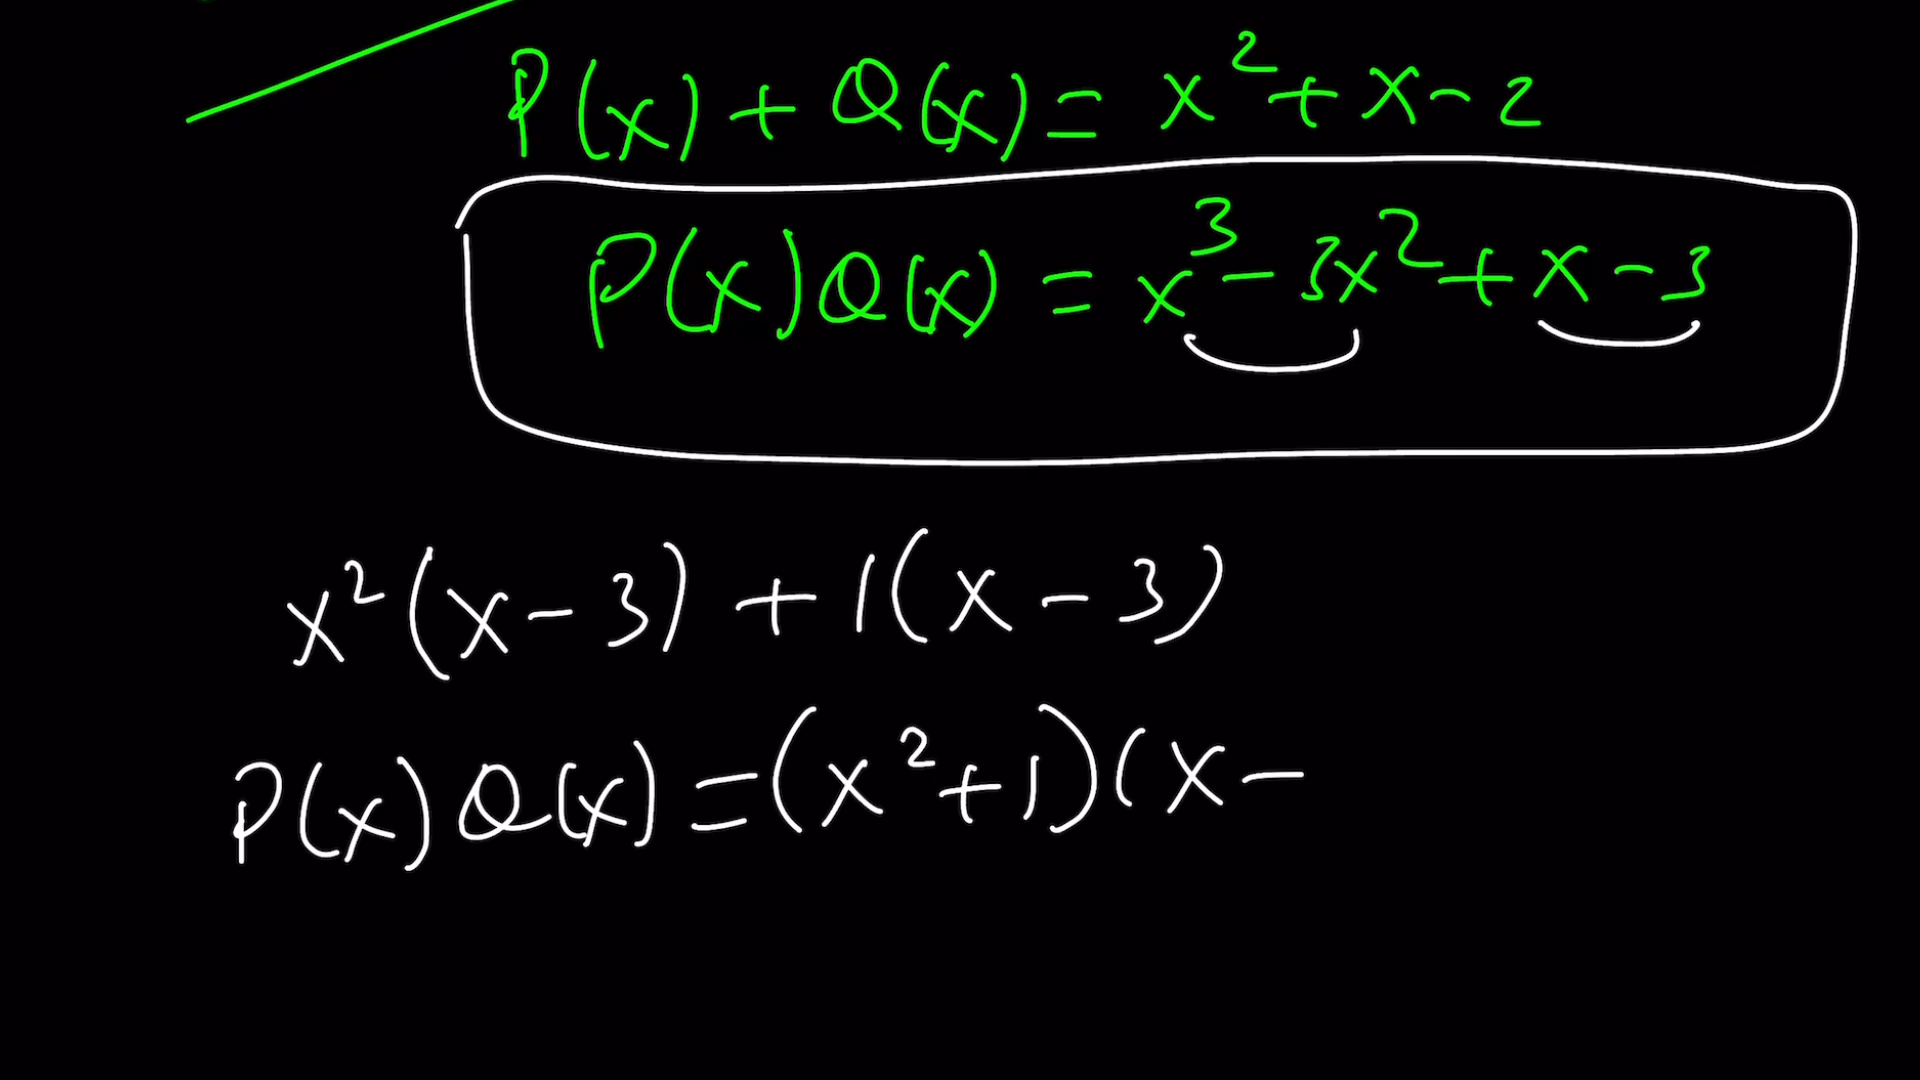 P(x) + Q(x) = x² + x - 2
P(x)Q(x) = x³ - 3x² + x - 3
x²(x - 3) + 1(x - 3)
P(x)Q(x) = (x² + 1)(x -